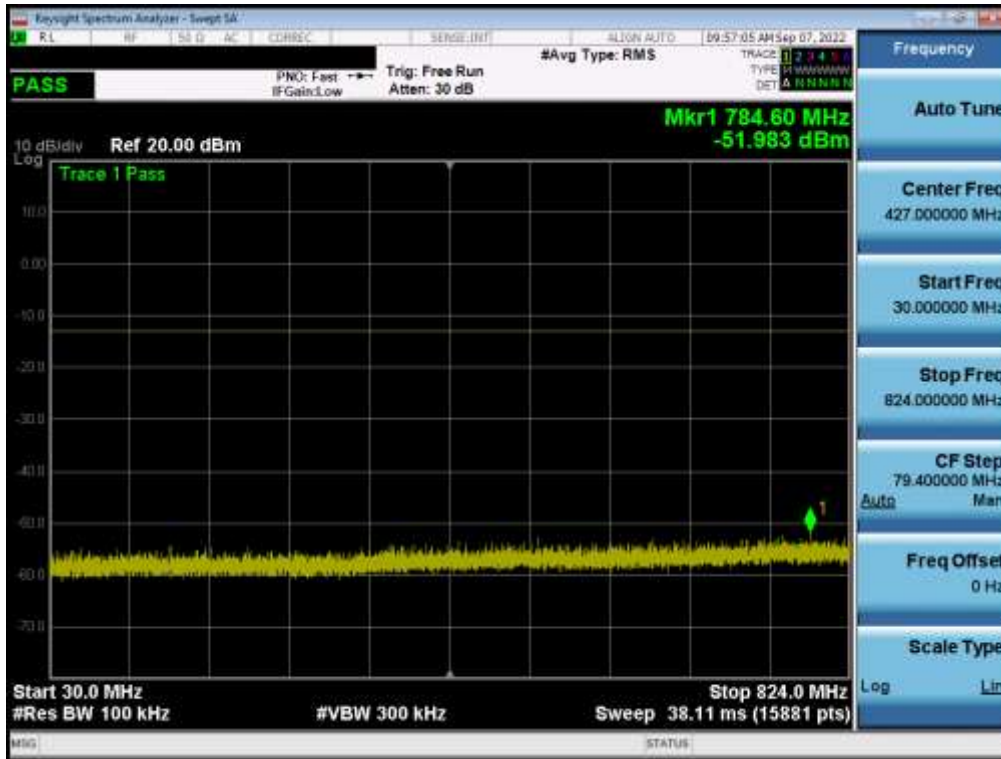 Keysight Spectrum Analyzer - Swept SA
RL RF 50 Ω AC CORREC SENSE:INT ALIGN AUTO 09:57:05 AM Sep 07, 2022
Frequency
#Avg Type: RMS
TRACE 1 2 3 4 5 6
PASS
PNO: Fast
Trig: Free Run
TYPE M WWWWW
IFGain:Low
Atten: 30 dB
DET A N N N N N
Auto Tune
Mkr1 784.60 MHz
-51.983 dBm
10 dB/div
Ref 20.00 dBm
Log
Trace 1 Pass
10.0
0.00
-10.0
-20.0
-30.0
-40.0
-50.0
-60.0
-70.0
1
Center Freq
427.000000 MHz
Start Freq
30.000000 MHz
Stop Freq
824.000000 MHz
CF Step
79.400000 MHz
Auto Man
Freq Offset
0 Hz
Scale Type
Log Lin
Start 30.0 MHz
Stop 824.0 MHz
#Res BW 100 kHz
#VBW 300 kHz
Sweep 38.11 ms (15881 pts)
MSG
STATUS